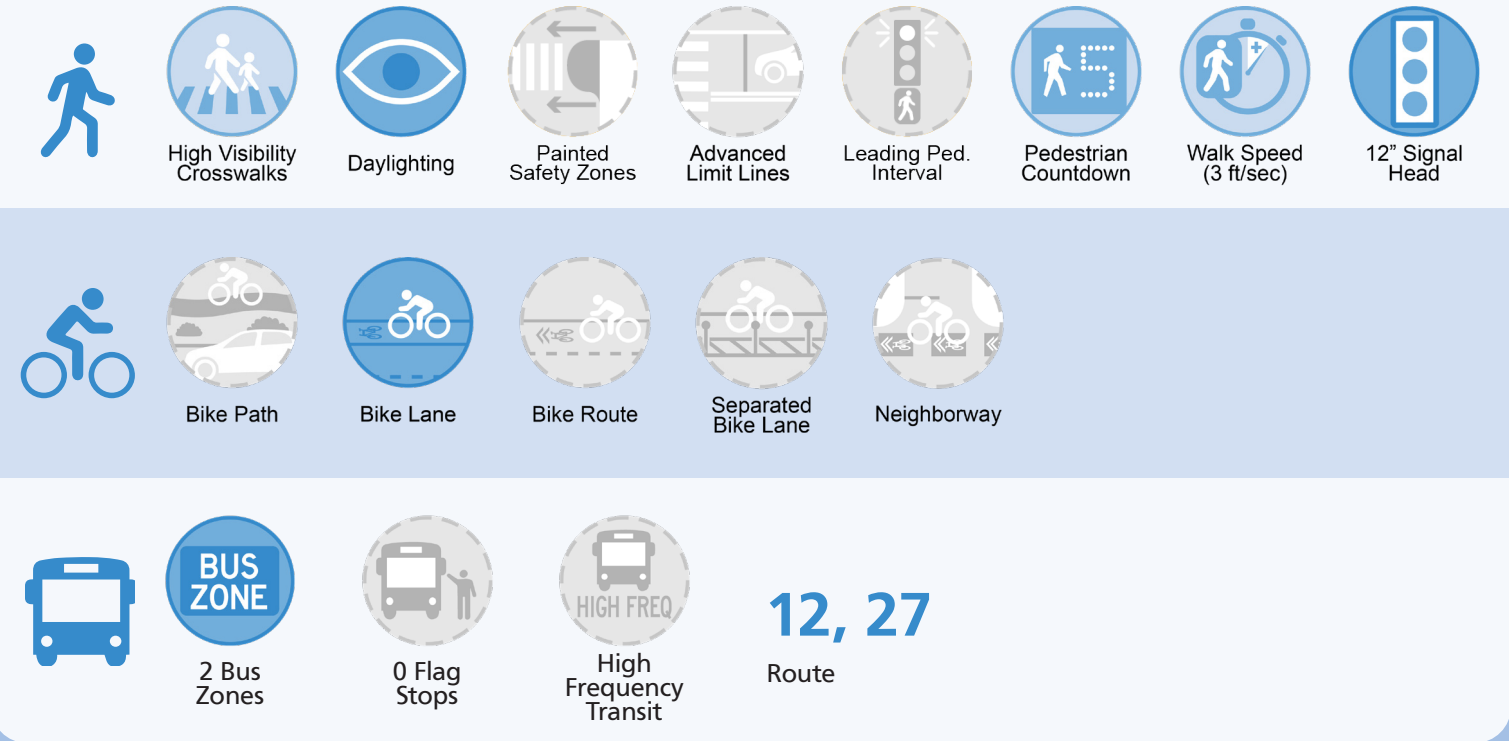 5
High Visibility
Crosswalks
Daylighting
Painted
Safety Zones
Advanced
Limit Lines
Leading Ped.
Interval
Pedestrian
Countdown
Walk Speed
(3 ft/sec)
12” Signal
Head
Bike Path
Bike Lane
Bike Route
Separated
Bike Lane
Neighborway
BUS
ZONE
2 Bus
Zones
0 Flag
Stops
HIGH FREQ
High
Frequency
Transit
12, 27
Route